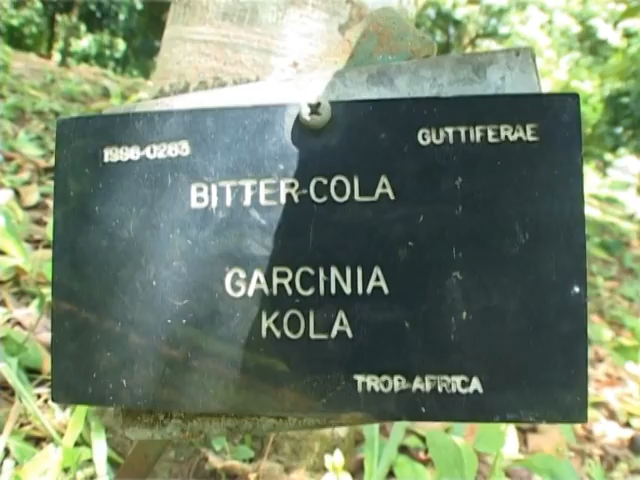 1996-0263 GUTTIFERAE
BITTER-COLA
GARCINIA
KOLA
TROP-AFRICA